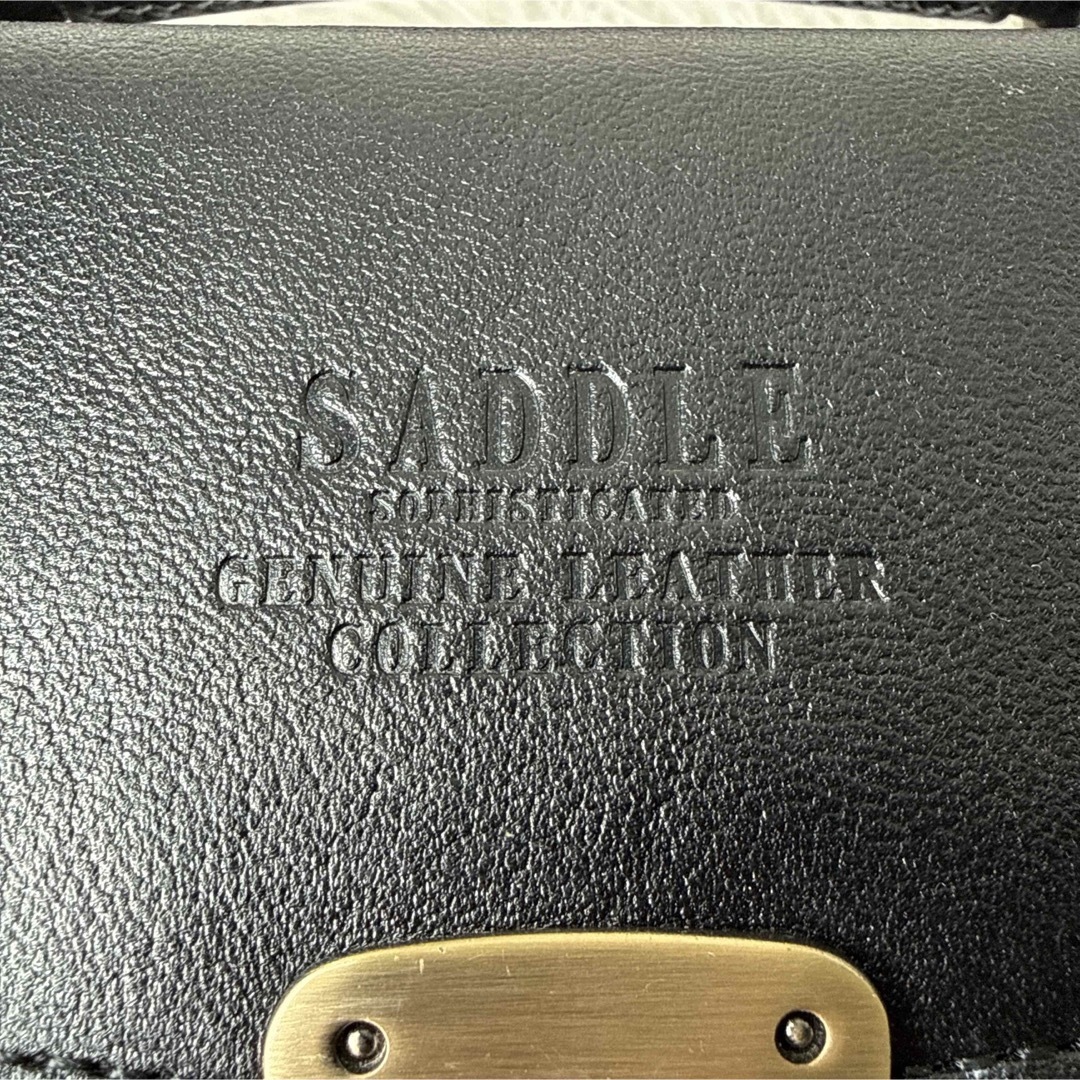 SADDLE
SOPHISTICATED
GENUINE LEATHER
COLLECTION